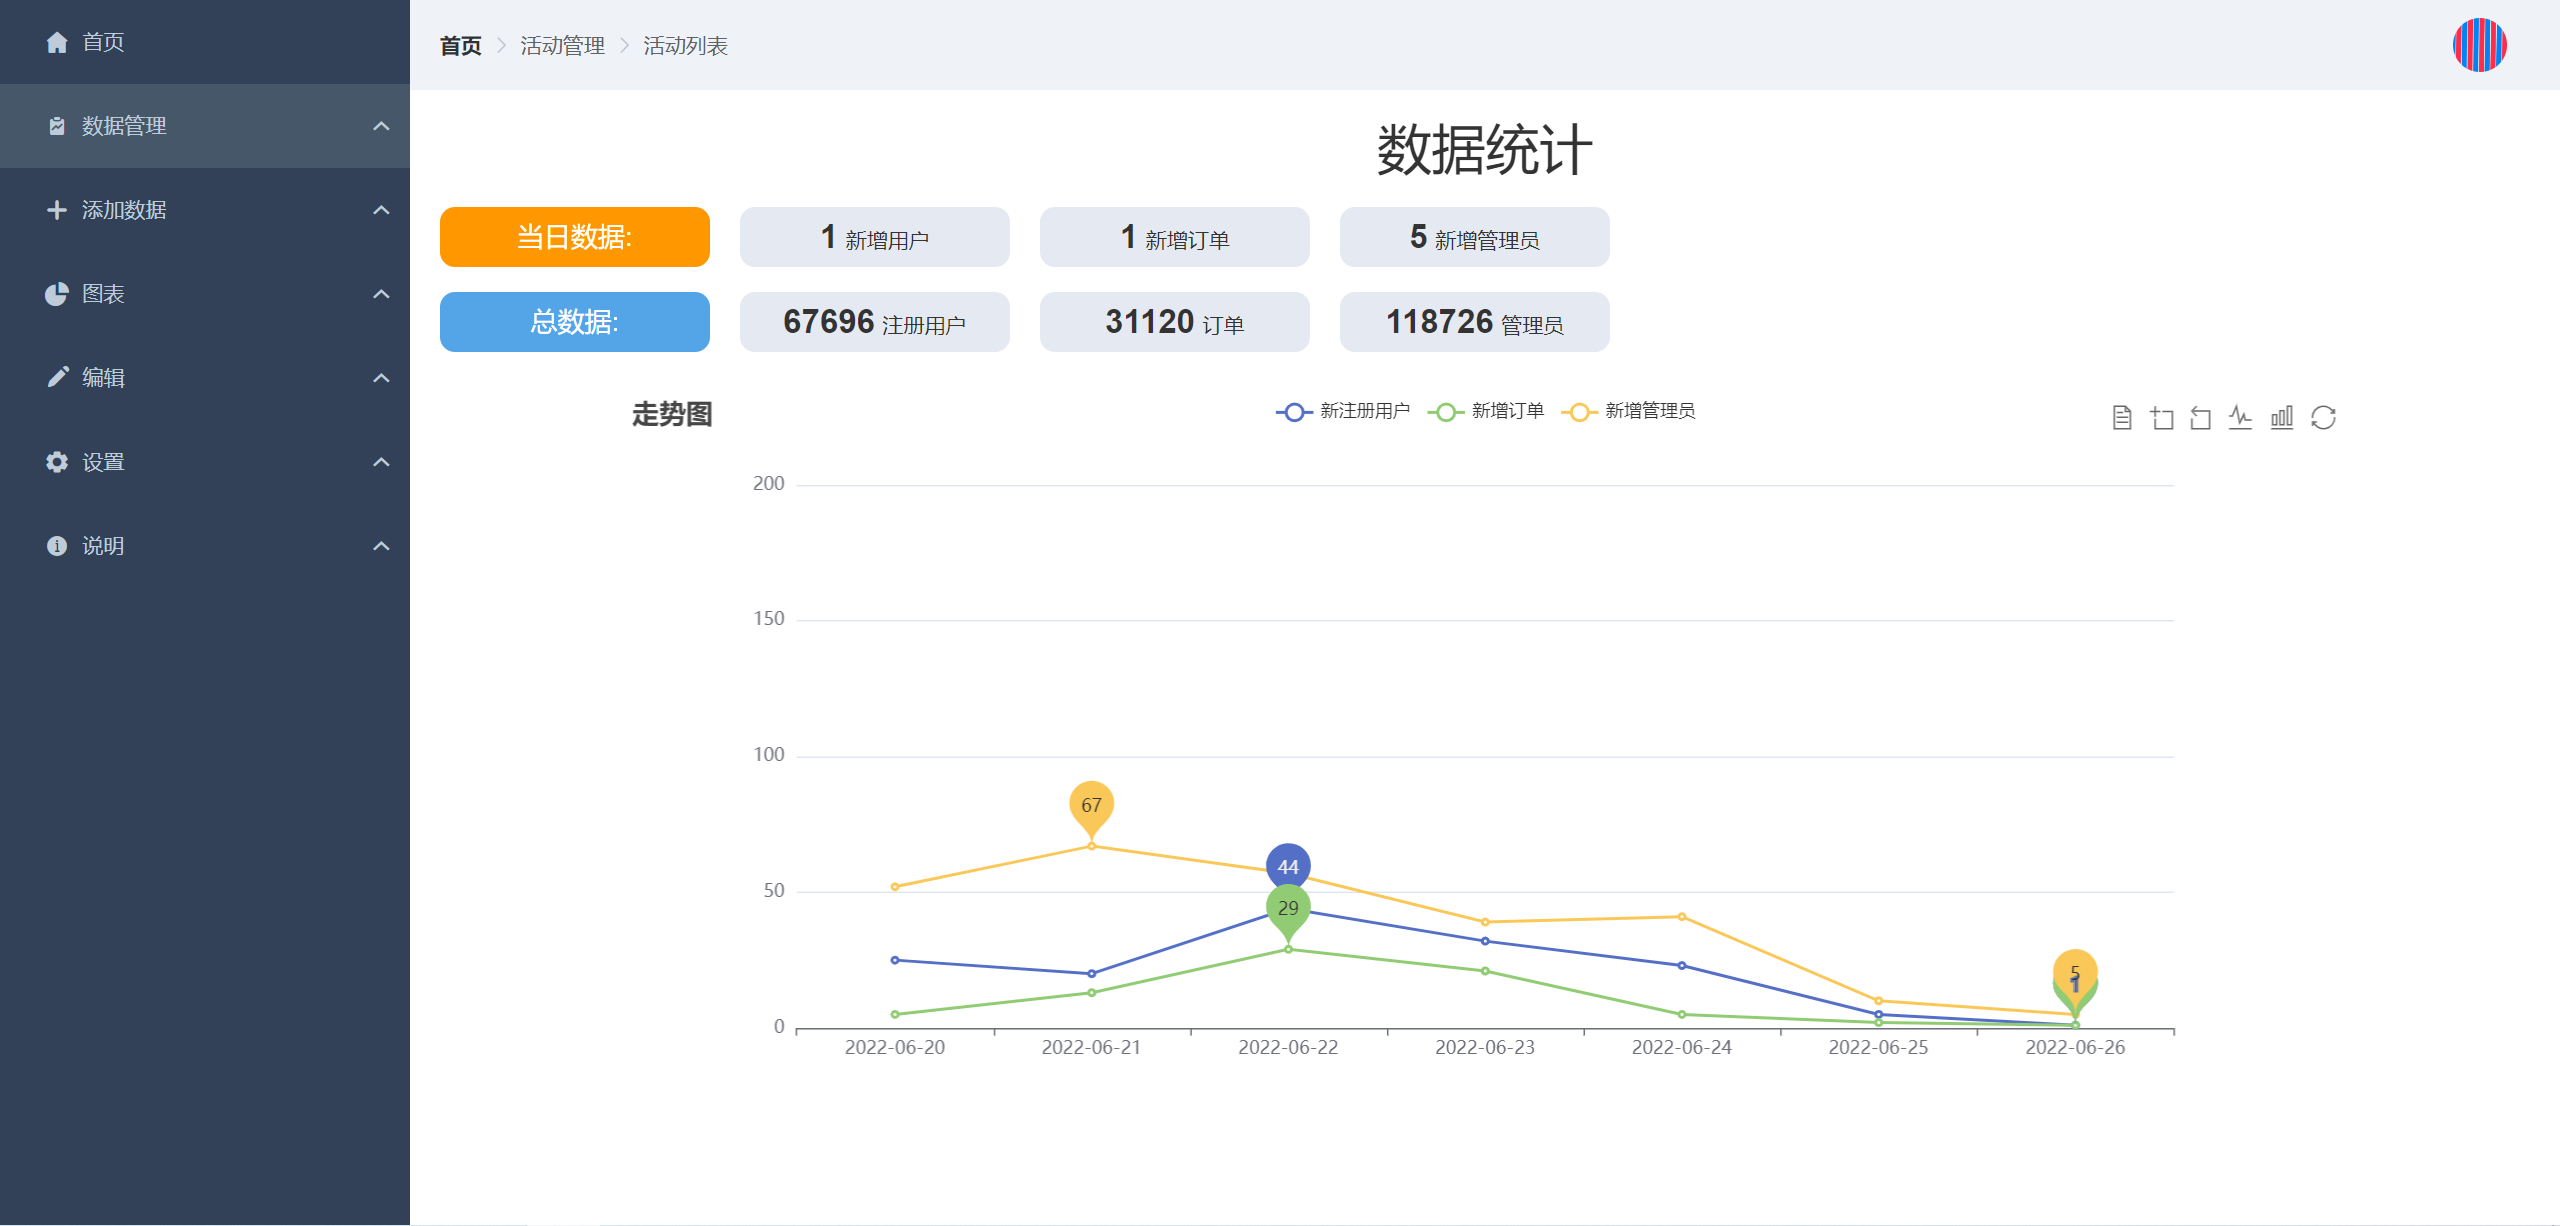 首页
数据管理
添加数据
图表
编辑
设置
说明
首页 > 活动管理 > 活动列表
数据统计
当日数据: 1 新增用户 1 新增订单 5 新增管理员
总数据: 67696 注册用户 31120 订单 118726 管理员
走势图
新注册用户 新增订单 新增管理员
200
150
100
50
0
67
44
29
5
1
2022-06-20 2022-06-21 2022-06-22 2022-06-23 2022-06-24 2022-06-25 2022-06-26